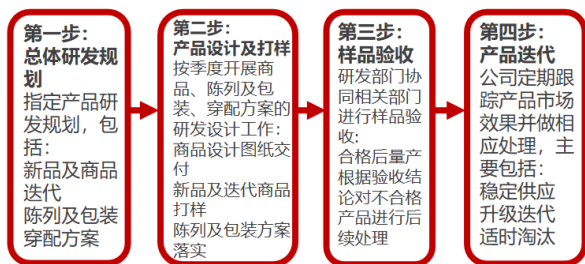 第一步：
总体研发规
划
指定产品研
发规划，包
括：
新品及商品
迭代
陈列及包装
穿配方案
第二步：
产品设计及打样
按季度开展商
品、陈列及包
装、穿配方案的
研发设计工作：
商品设计图纸交
付
新品及迭代商品
打样
陈列及包装方案
落实
第三步：
样品验收
研发部门协
同相关部门
进行样品验
收：
合格后量产
根据验收结
论对不合格
产品进行后
续处理
第四步：
产品迭代
公司定期跟
踪产品市场
效果并做相
应处理，主
要包括：
稳定供应
升级迭代
适时淘汰